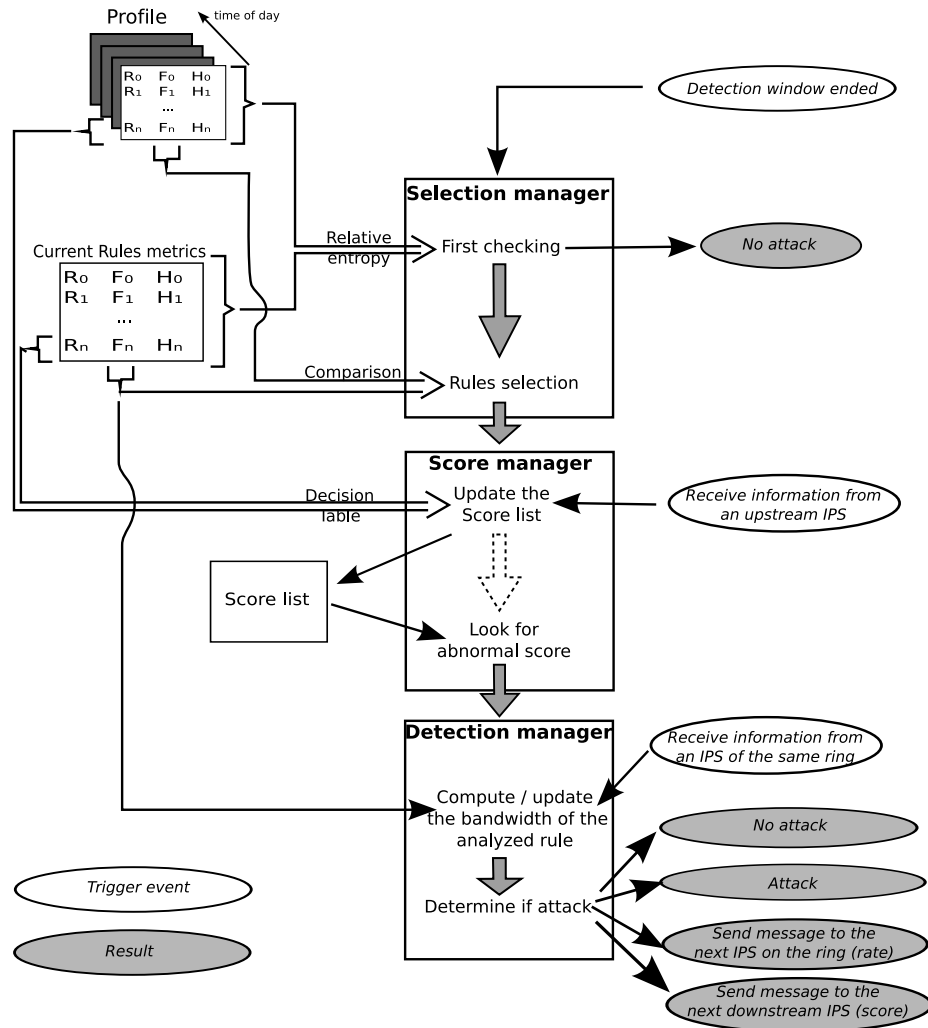 Profile
time of day
R₀ F₀ H₀
R₁ F₁ H₁
...
Rₙ Fₙ Hₙ
Detection window ended
Selection manager
Relative
entropy
First checking
No attack
Current Rules metrics
R₀ F₀ H₀
R₁ F₁ H₁
...
Rₙ Fₙ Hₙ
Comparison
Rules selection
Score manager
Decision
Table
Update the
Score list
Receive information from
an upstream IPS
Score list
Look for
abnormal score
Detection manager
Receive information from
an IPS of the same ring
Compute / update
the bandwidth of the
analyzed rule
Determine if attack
No attack
Attack
Send message to the
next IPS on the ring (rate)
Send message to the
next downstream IPS (score)
Trigger event
Result